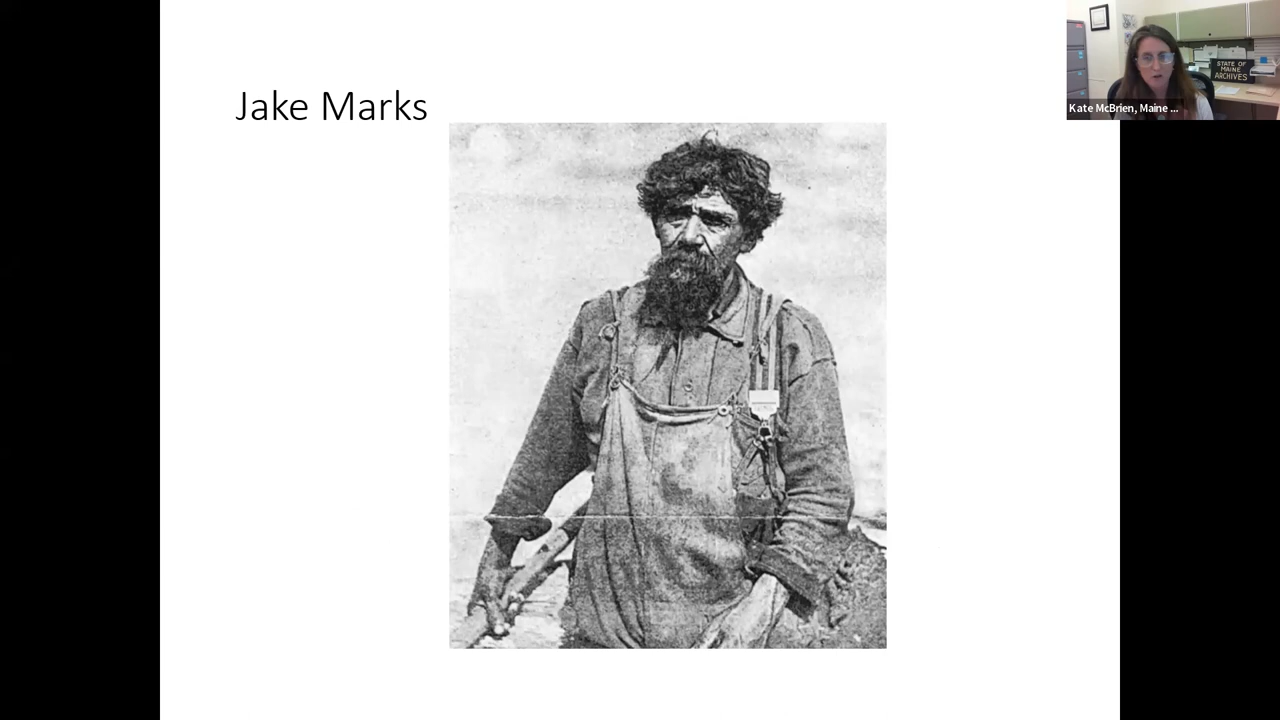 Jake Marks
STATE OF
MAINE
ARCHIVES
Kate McBrien, Maine ...